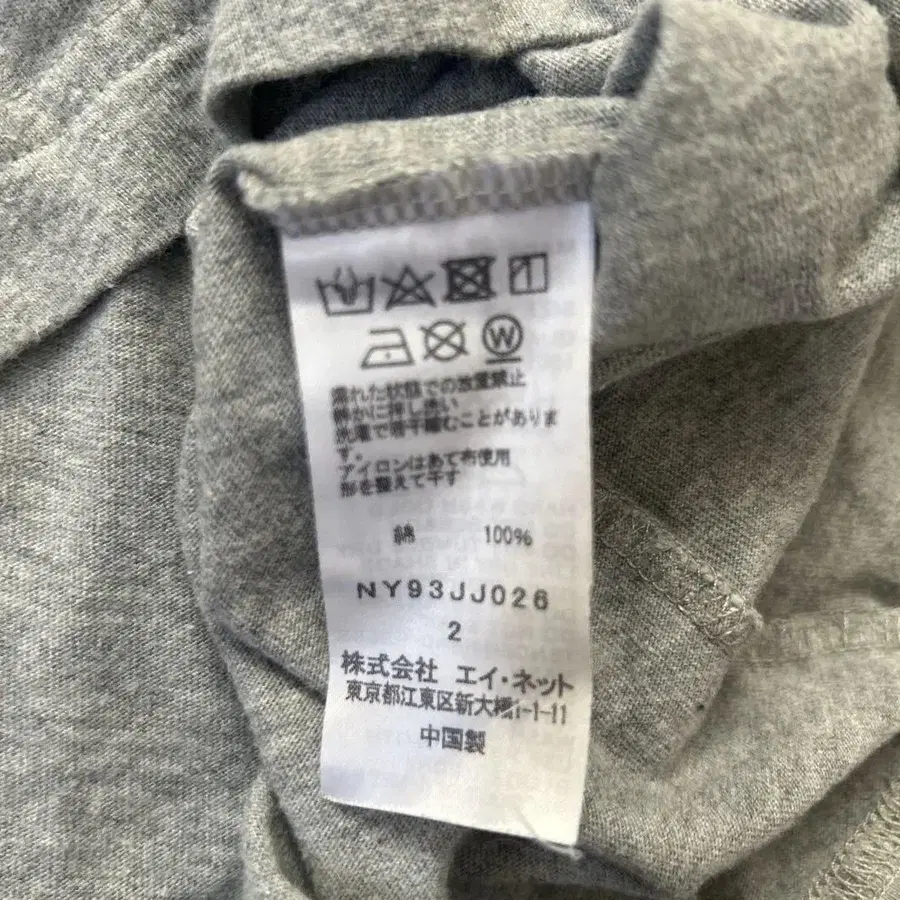 W
濡れた状態での放置禁止
静かに押し洗い
洗濯で若干縮むことがありま
す。
アイロンはあて布使用
形を整えて干す
綿 100%
NY93JJ026
2
株式会社 エイ・ネット
東京都江東区新大橋1-1-11
中国製